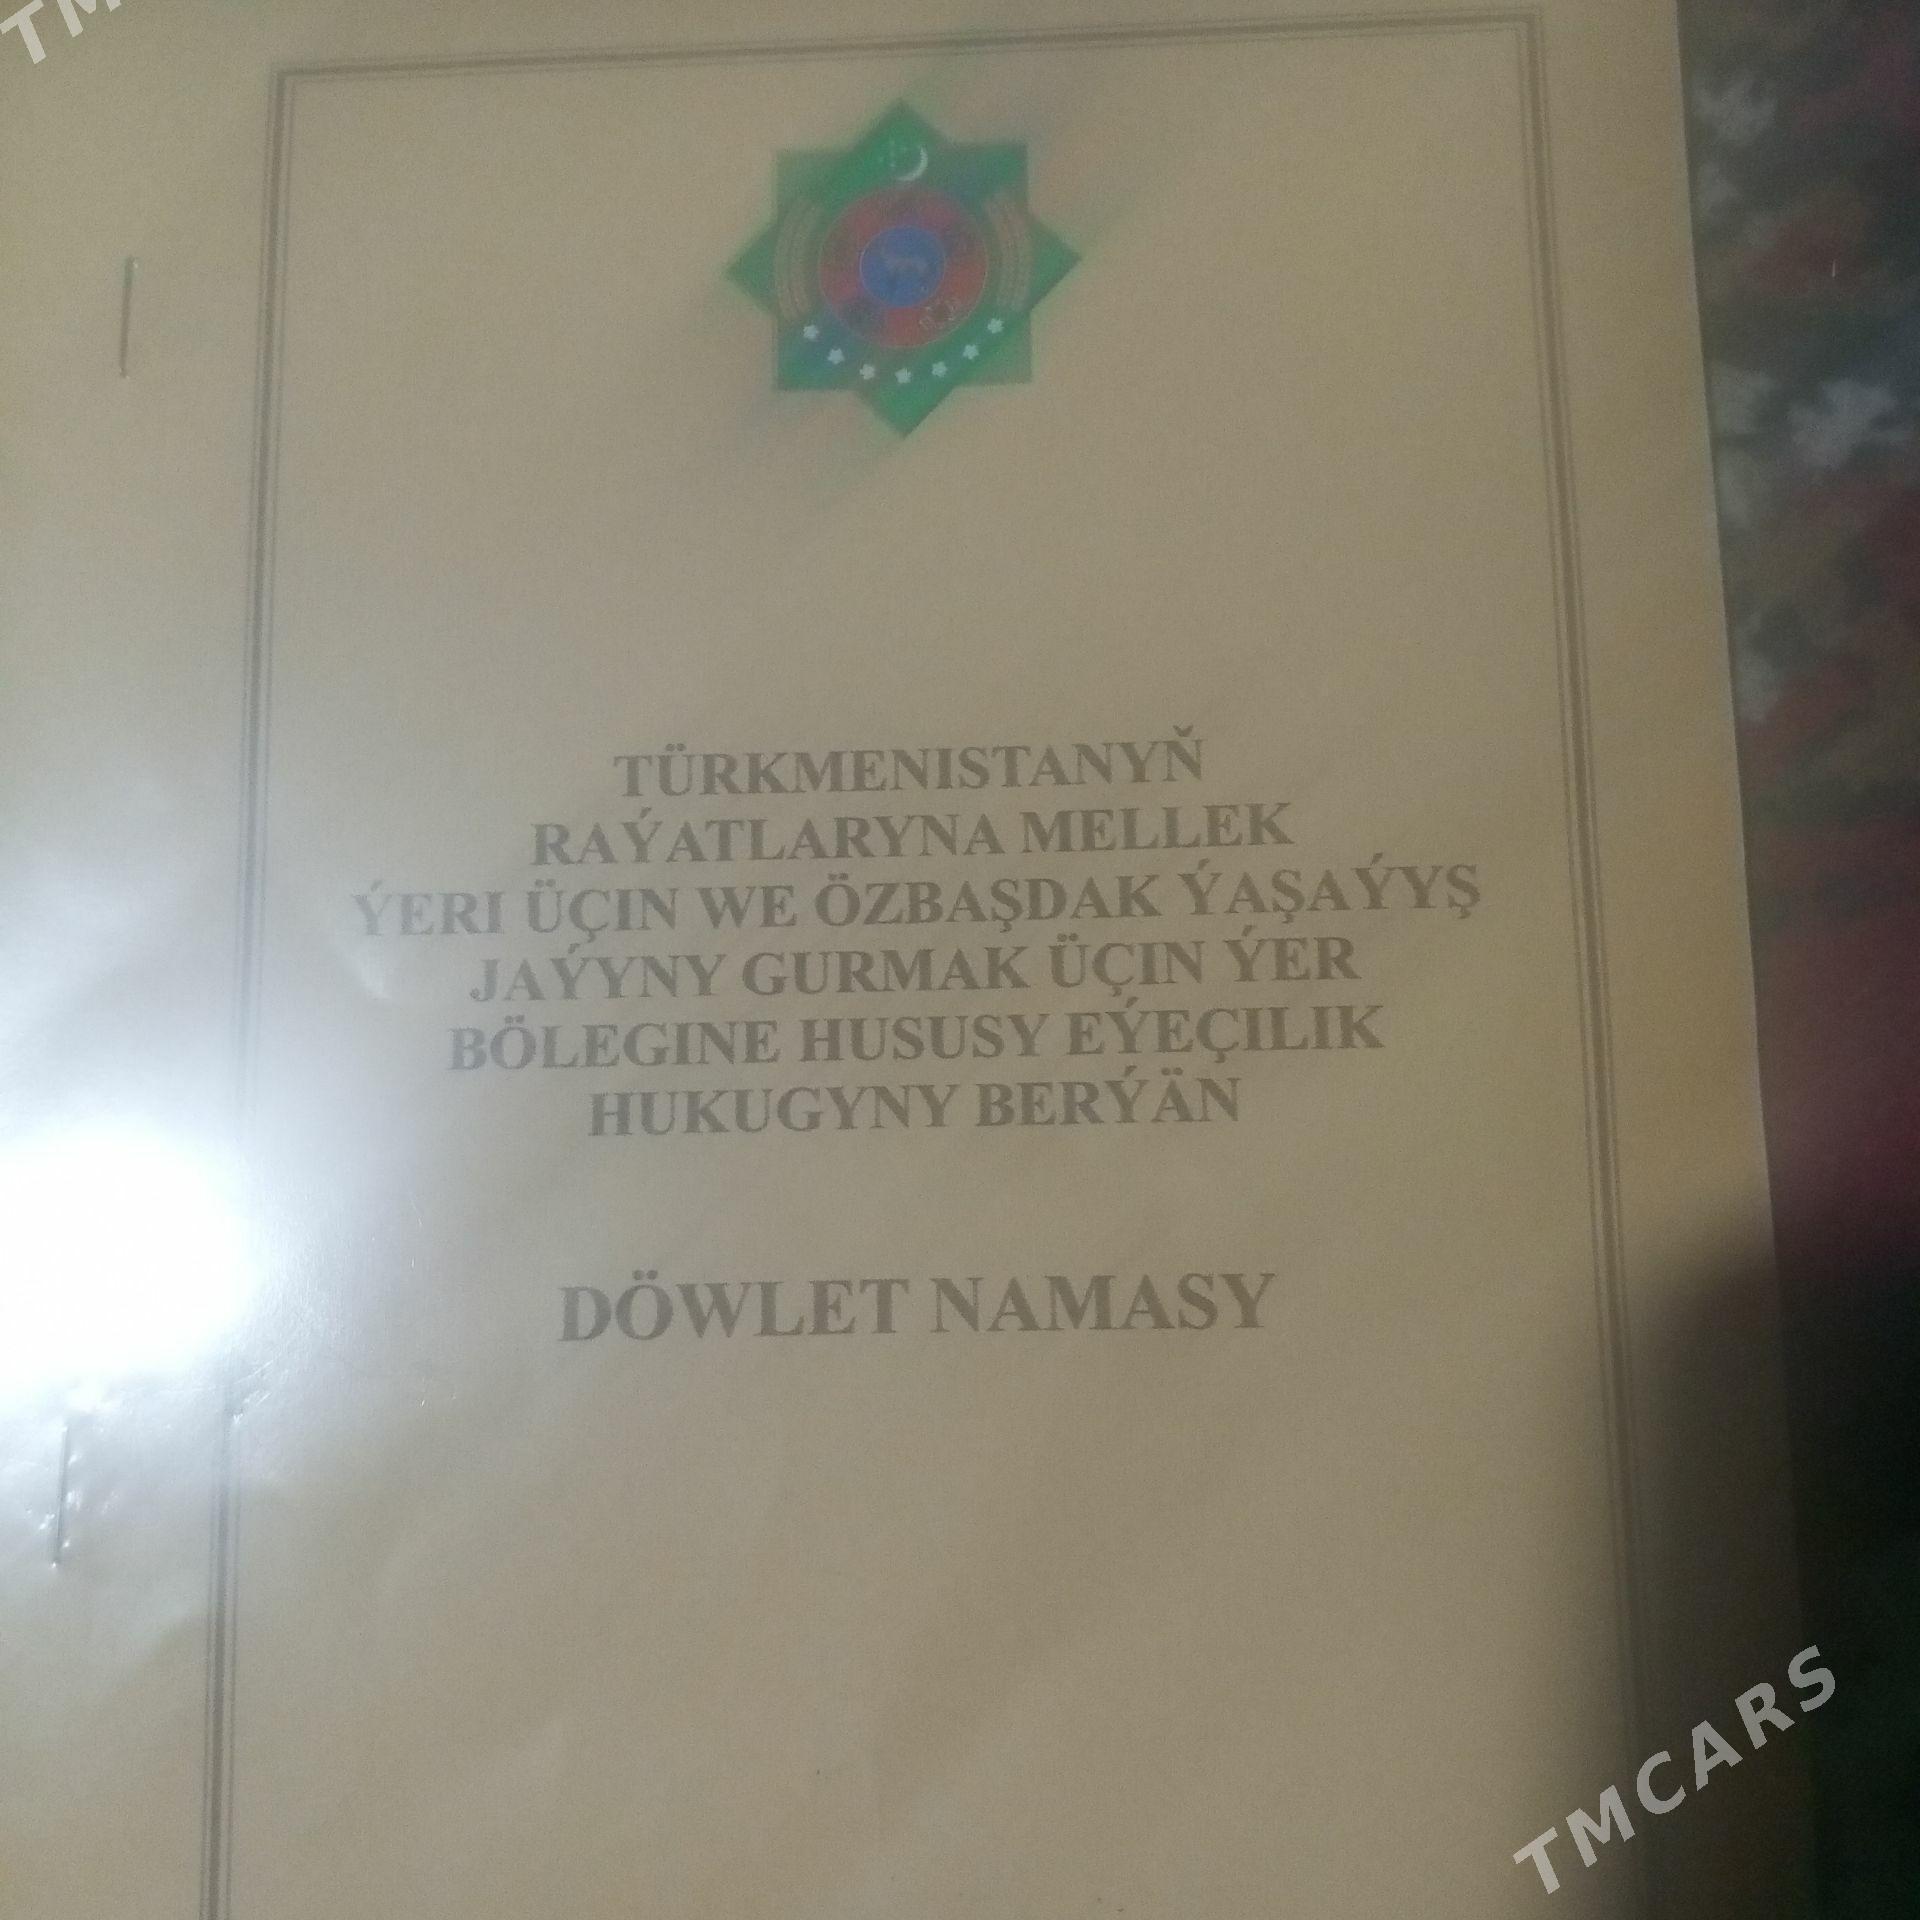 TM
TÜRKMENISTANYŇ
RAÝATLARYNA MELLEK
ÝERI ÜÇIN WE ÖZBAŞDAK ÝAŞAÝYŞ
JAÝYNY GURMAK ÜÇIN ÝER
BÖLEGINE HUSUSY EÝEÇILIK
HUKUGYNY BERÝÄN
DÖWLET NAMASY
TMCARS